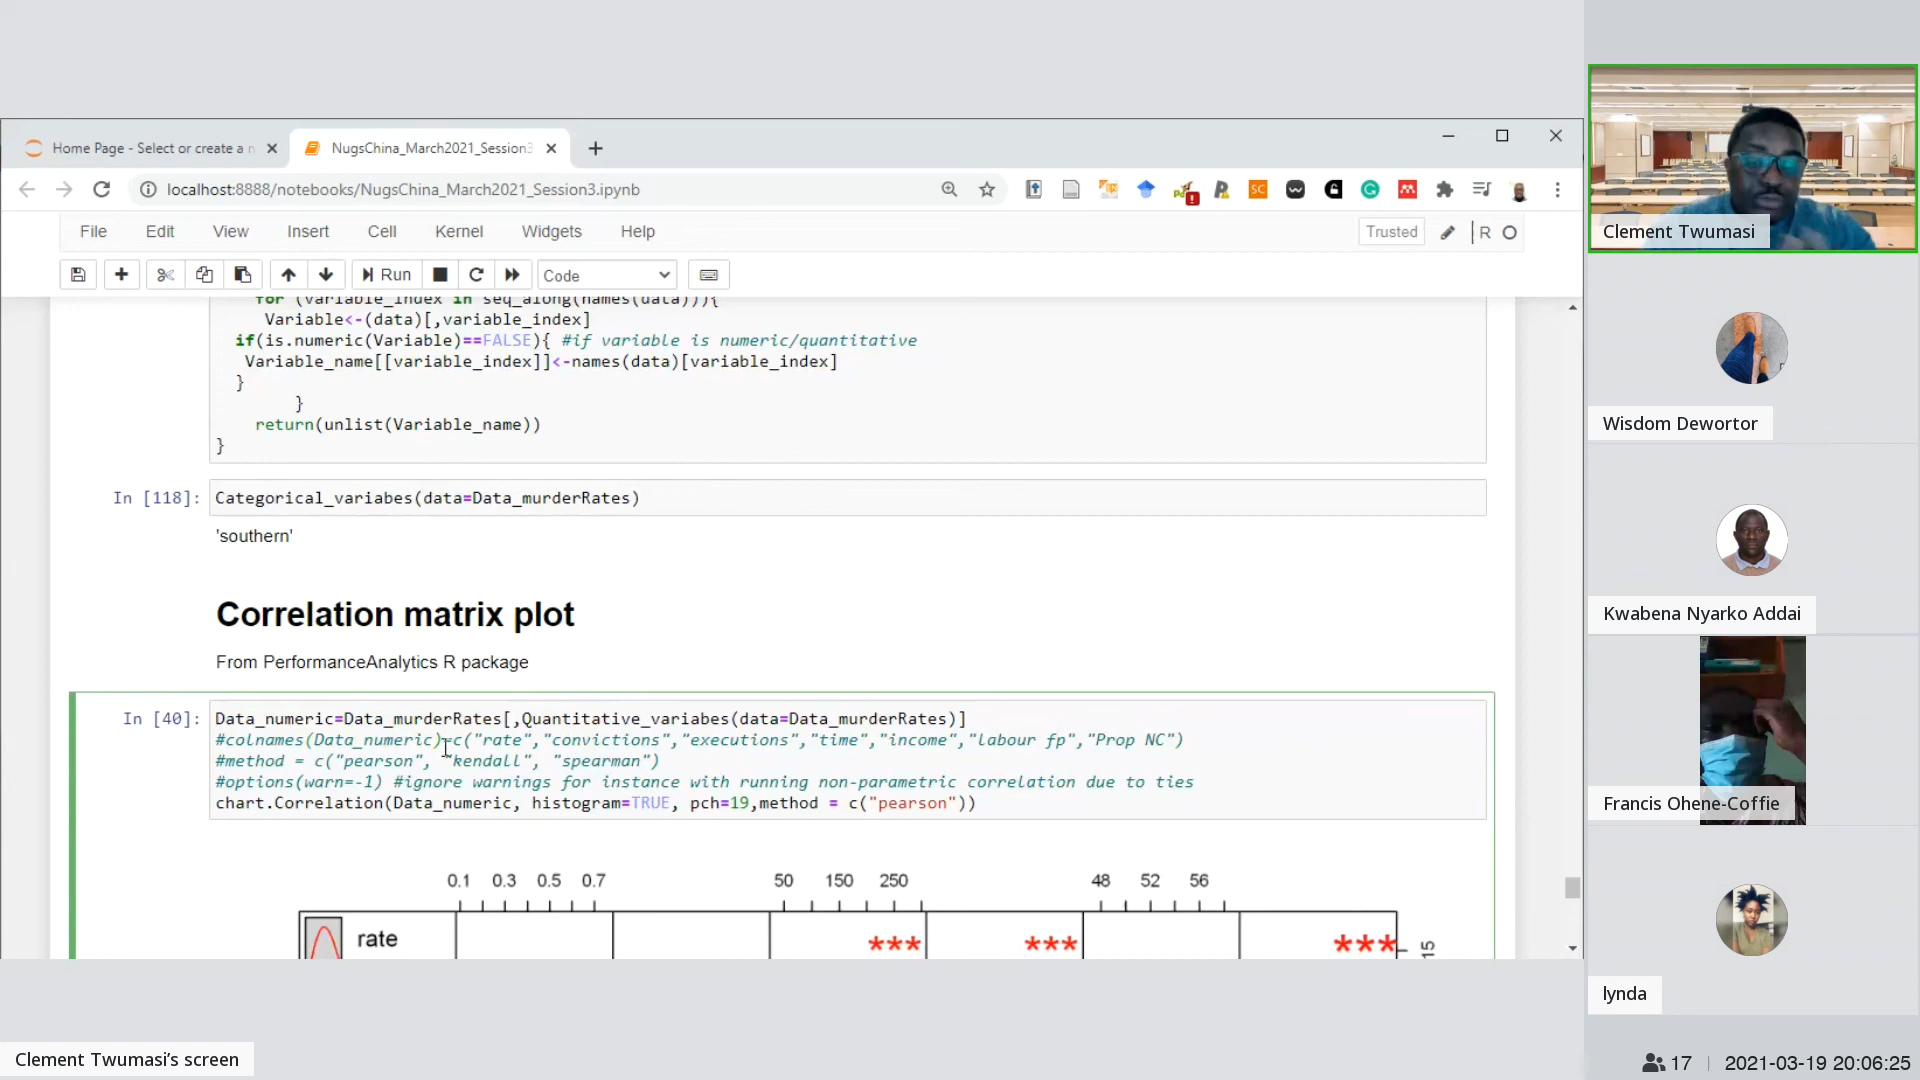 Home Page - Select or create a n
NugsChina_March2021_Session3
localhost:8888/notebooks/NugsChina_March2021_Session3.ipynb
File Edit View Insert Cell Kernel Widgets Help
Trusted
R
Run
Code
for (variable_index in seq_along(names(data))){
Variable<-(data)[,variable_index]
if(is.numeric(Variable)==FALSE){ #if variable is numeric/quantitative
Variable_name[[variable_index]]<-names(data)[variable_index]
}
}
return(unlist(Variable_name))
}
In [118]: Categorical_variabes(data=Data_murderRates)
'southern'
Correlation matrix plot
From PerformanceAnalytics R package
In [40]: Data_numeric=Data_murderRates[,Quantitative_variabes(data=Data_murderRates)]
#colnames(Data_numeric)=c("rate","convictions","executions","time","income","labour fp","Prop NC")
#method = c("pearson", "kendall", "spearman")
#options(warn=-1) #ignore warnings for instance with running non-parametric correlation due to ties
chart.Correlation(Data_numeric, histogram=TRUE, pch=19,method = c("pearson"))
0.1 0.3 0.5 0.7 50 150 250 48 52 56
rate *** *** *** 15
Clement Twumasi
Wisdom Dewortor
Kwabena Nyarko Addai
Francis Ohene-Coffie
lynda
Clement Twumasi's screen
17 | 2021-03-19 20:06:25